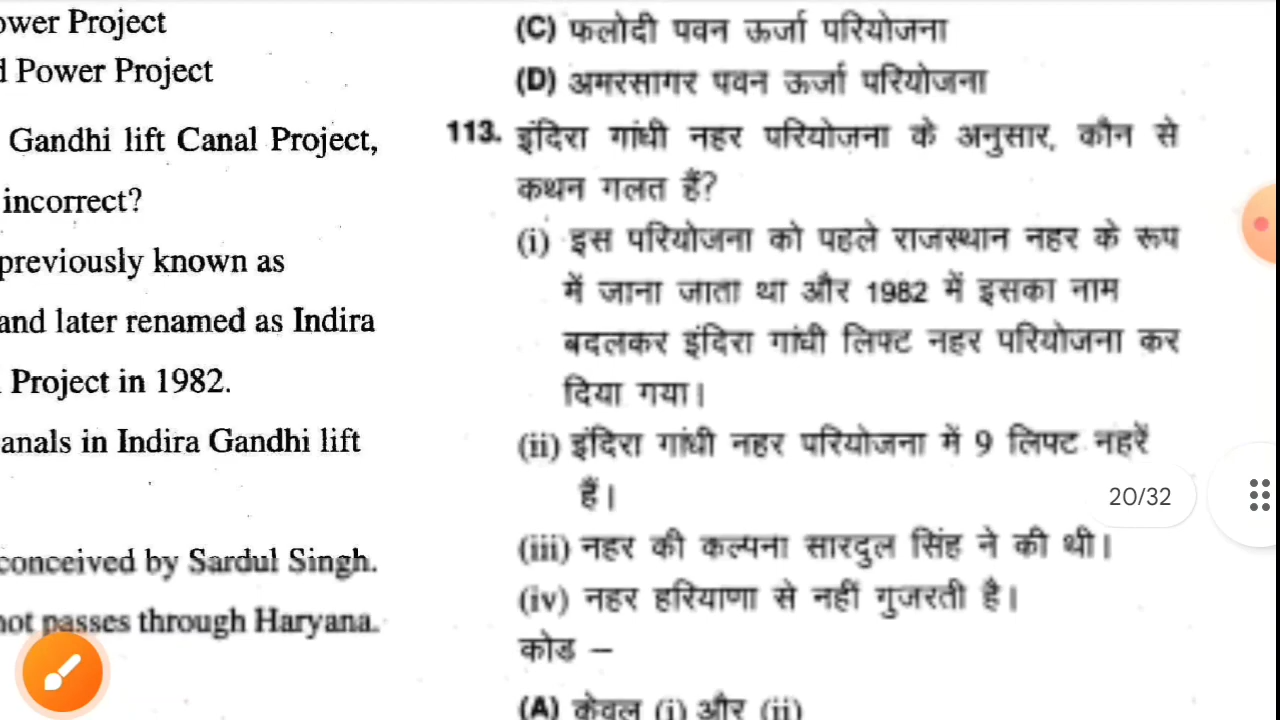 ower Project
d Power Project
Gandhi lift Canal Project,
incorrect?
previously known as
and later renamed as Indira
Project in 1982.
anals in Indira Gandhi lift
conceived by Sardul Singh.
not passes through Haryana.
(C) फलोदी पवन ऊर्जा परियोजना
(D) अमरसागर पवन ऊर्जा परियोजना
113. इंदिरा गांधी नहर परियोजना के अनुसार, कौन से
कथन गलत हैं?
(i) इस परियोजना को पहले राजस्थान नहर के रूप
में जाना जाता था और 1982 में इसका नाम
बदलकर इंदिरा गांधी लिफ्ट नहर परियोजना कर
दिया गया।
(ii) इंदिरा गांधी नहर परियोजना में 9 लिफ्ट नहरें
हैं।
(iii) नहर की कल्पना सारदुल सिंह ने की थी।
(iv) नहर हरियाणा से नहीं गुजरती है।
कोड –
(A) केवल (i) और (ii)
20/32